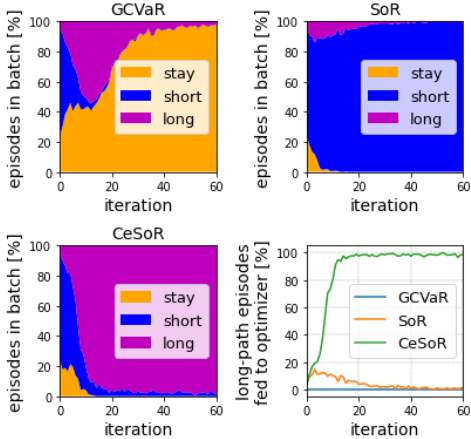 GCVaR
episodes in batch [%]
100
80
60
40
20
0
stay
short
long
0 20 40 60
iteration
SoR
episodes in batch [%]
100
80
60
40
20
0
stay
short
long
0 20 40 60
iteration
CeSoR
episodes in batch [%]
100
80
60
40
20
0
stay
short
long
0 20 40 60
iteration
long-path episodes
fed to optimizer [%]
100
80
60
40
20
0
GCVaR
SoR
CeSoR
0 20 40 60
iteration